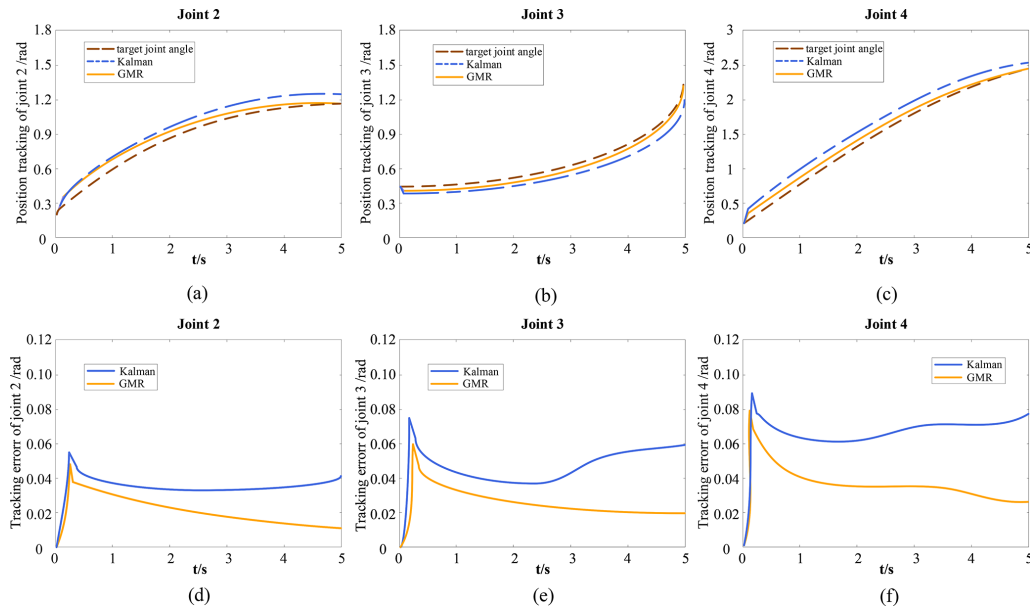 Joint 2
Position tracking of joint 2 /rad
1.8
1.5
1.2
0.9
0.6
0.3
0
target joint angle
Kalman
GMR
0 1 2 3 4 5
t/s
(a)
Joint 3
Position tracking of joint 3 /rad
1.8
1.5
1.2
0.9
0.6
0.3
0
target joint angle
Kalman
GMR
0 1 2 3 4 5
t/s
(b)
Joint 4
Position tracking of joint 4 /rad
3
2.5
2
1.5
1
0.5
0
target joint angle
Kalman
GMR
0 1 2 3 4 5
t/s
(c)
Joint 2
Tracking errorr of joint 2 /rad
0.12
0.10
0.08
0.06
0.04
0.02
0
Kalman
GMR
0 1 2 3 4 5
t/s
(d)
Joint 3
Tracking errorr of joint 3 /rad
0.12
0.10
0.08
0.06
0.04
0.02
0
Kalman
GMR
0 1 2 3 4 5
t/s
(e)
Joint 4
Tracking errorr of joint 4 /rad
0.12
0.10
0.08
0.06
0.04
0.02
0
Kalman
GMR
0 1 2 3 4 5
t/s
(f)